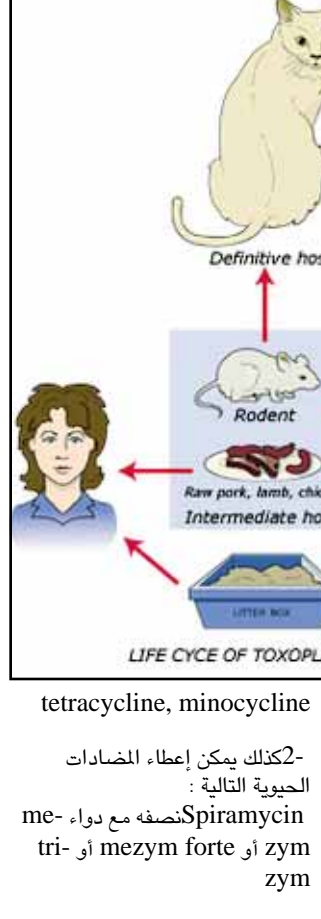 Definitive hos
Rodent
Raw pork, lamb, chic
Intermediate ho
LITTER BOX
LIFE CYCE OF TOXOPL
tetracycline, minocycline
-2كذلك يمكن إعطاء المضادات
الحيوية التالية :
Spiramycinنصفه مع دواء me-
zym أو mezym forte أو tri-
zym